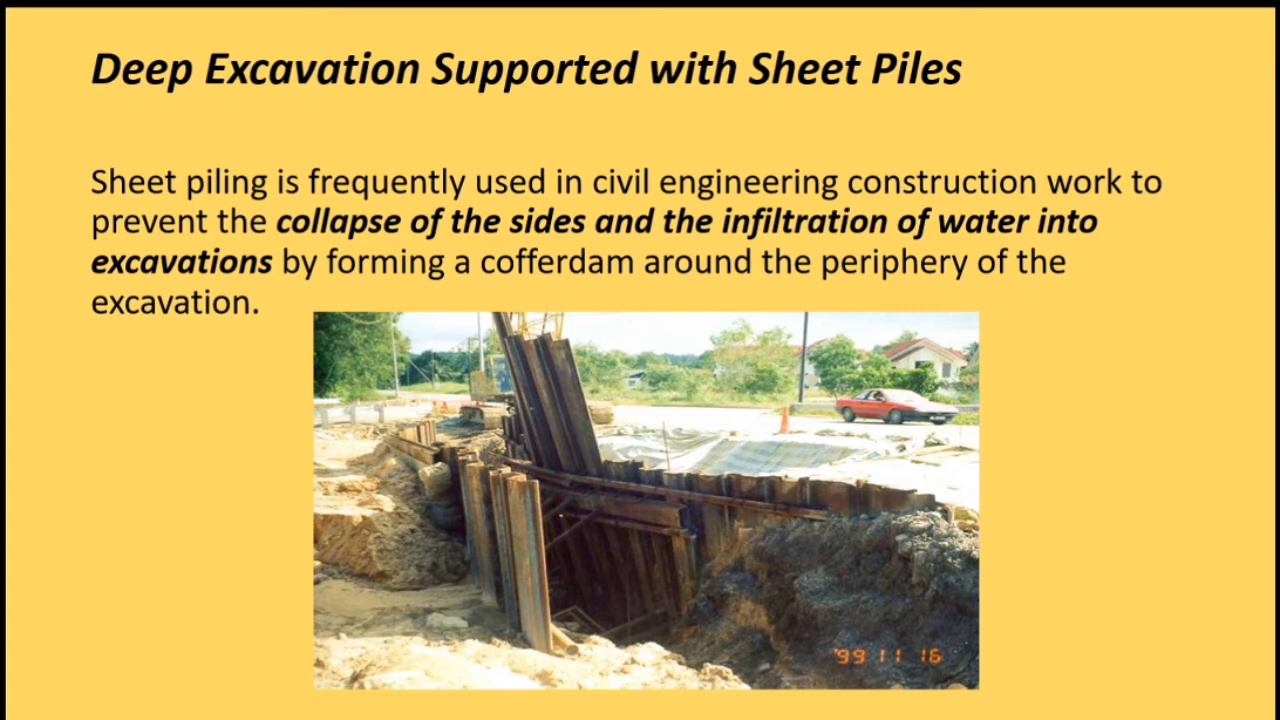 Deep Excavation Supported with Sheet Piles
Sheet piling is frequently used in civil engineering construction work to
prevent the collapse of the sides and the infiltration of water into
excavations by forming a cofferdam around the periphery of the
excavation.
'99 11 16